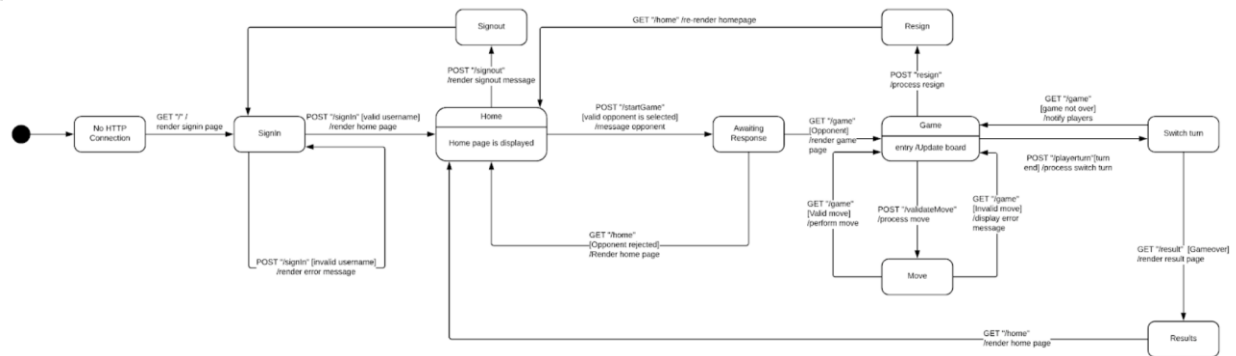 Signout
GET "/home" /re-render homepage
Resign
POST "/signout"
/render signout message
POST "resign"
/process resign
No HTTP
Connection
GET "/" /
render signin page
SignIn
POST "/signIn" [valid username]
/render home page
Home
Home page is displayed
POST "/startGame"
[valid opponent is selected]
/message opponent
Awaiting
Response
GET "/game"
[Opponent]
/render game
page
Game
entry /Update board
GET "/game"
[game not over]
/notify players
Switch turn
POST "/playerturn"[turn
end] /process switch turn
POST "/signIn" [invalid username]
/render error message
GET "/home"
[Opponent rejected]
/Render home page
GET "/game"
[Valid move]
/perform move
POST "/validateMove"
/process move
GET "/game"
[Invalid move]
/display error
message
Move
GET "/result" [Gameover]
/render result page
GET "/home"
/render home page
Results